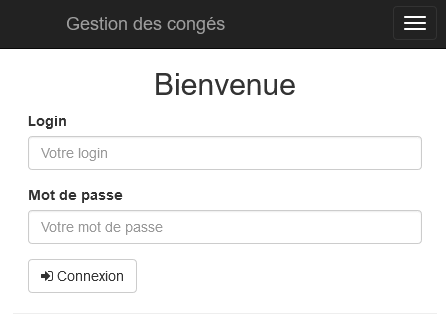 Gestion des congés
Bienvenue
Login
Votre login
Mot de passe
Votre mot de passe
Connexion